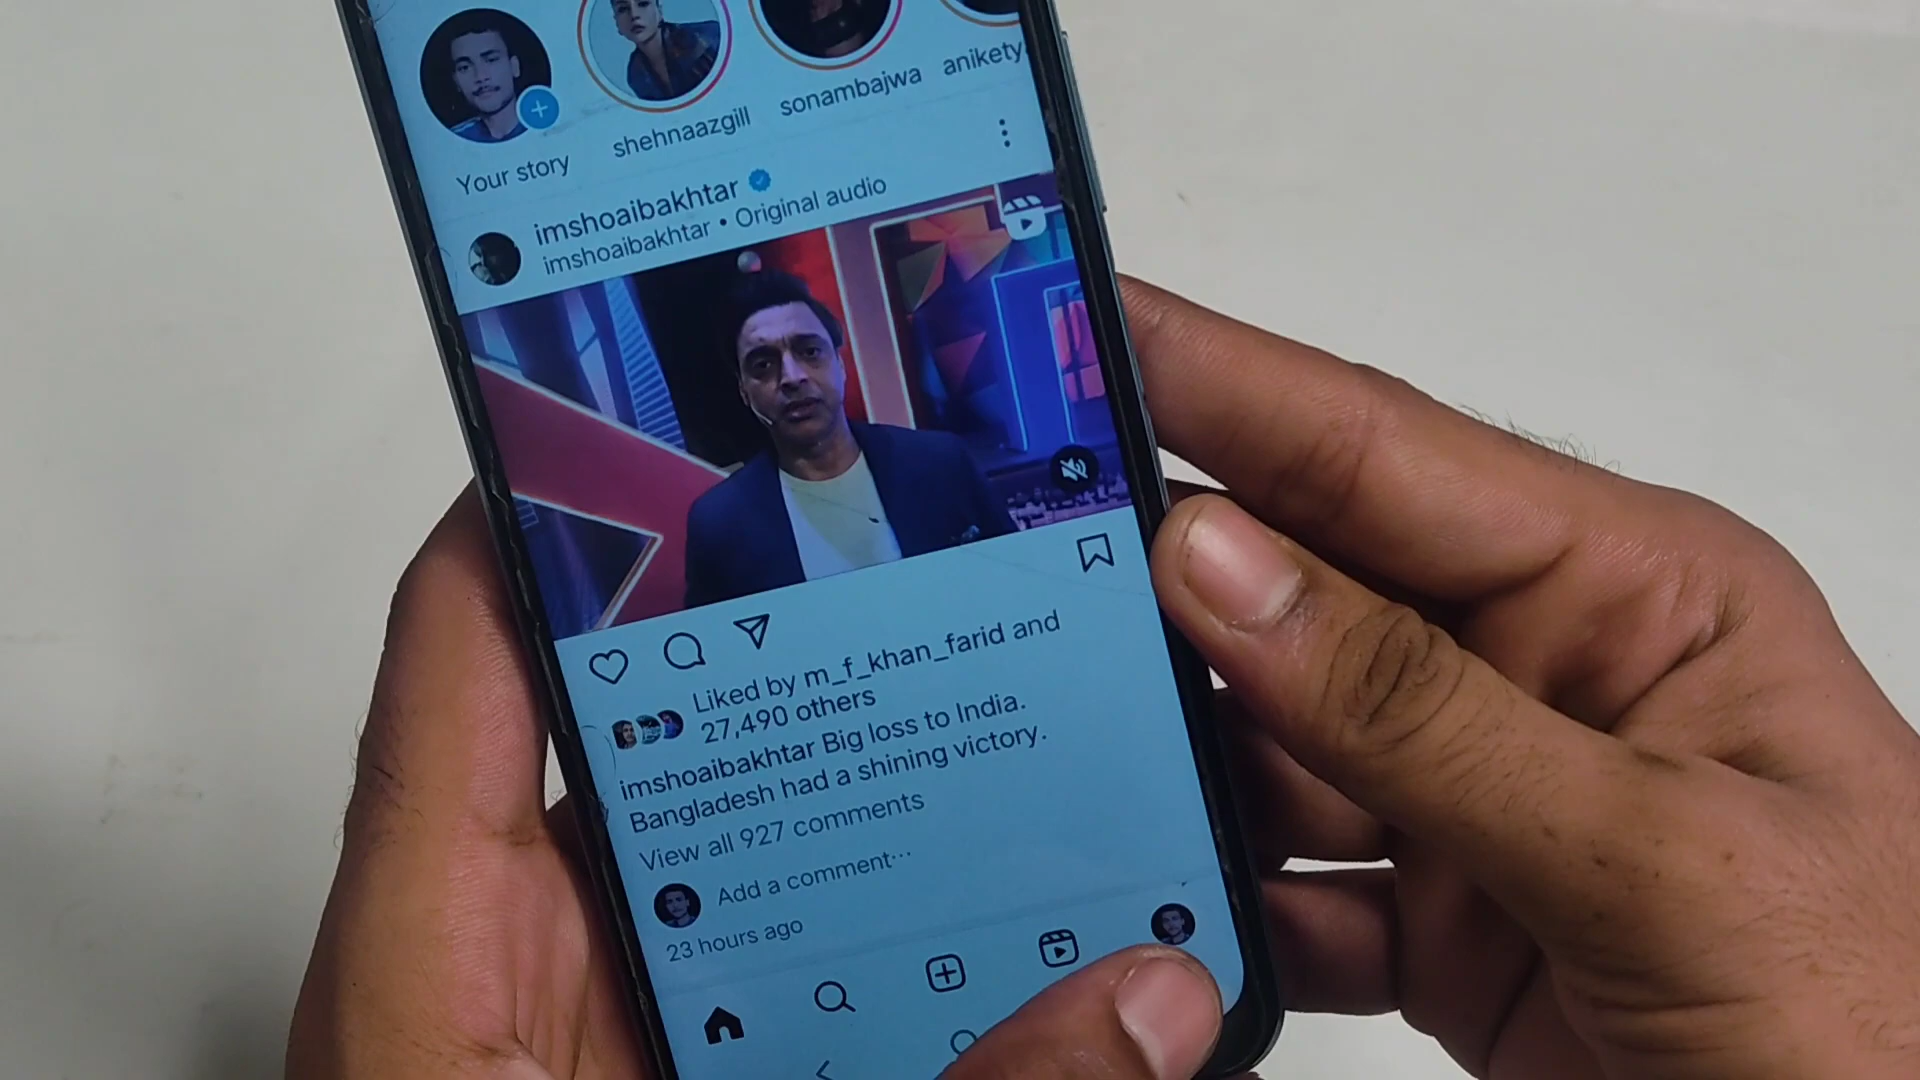 Your story
shehnaazgill
sonambajwa
anikety
imshoaibakhtar
imshoaibakhtar • Original audio
Liked by m_f_khan_farid and
27,490 others
imshoaibakhtar Big loss to India.
Bangladesh had a shining victory.
View all 927 comments
Add a comment...
23 hours ago